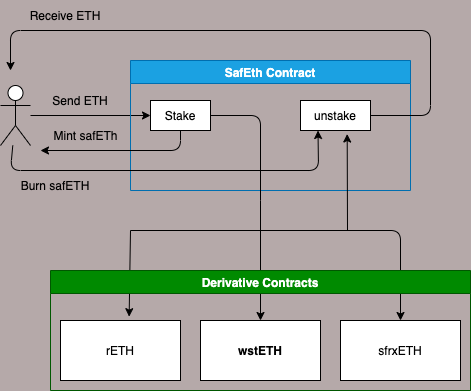 Receive ETH
SafEth Contract
Send ETH
Stake
unstake
Mint safETh
Burn safETH
Derivative Contracts
rETH
wstETH
sfrxETH